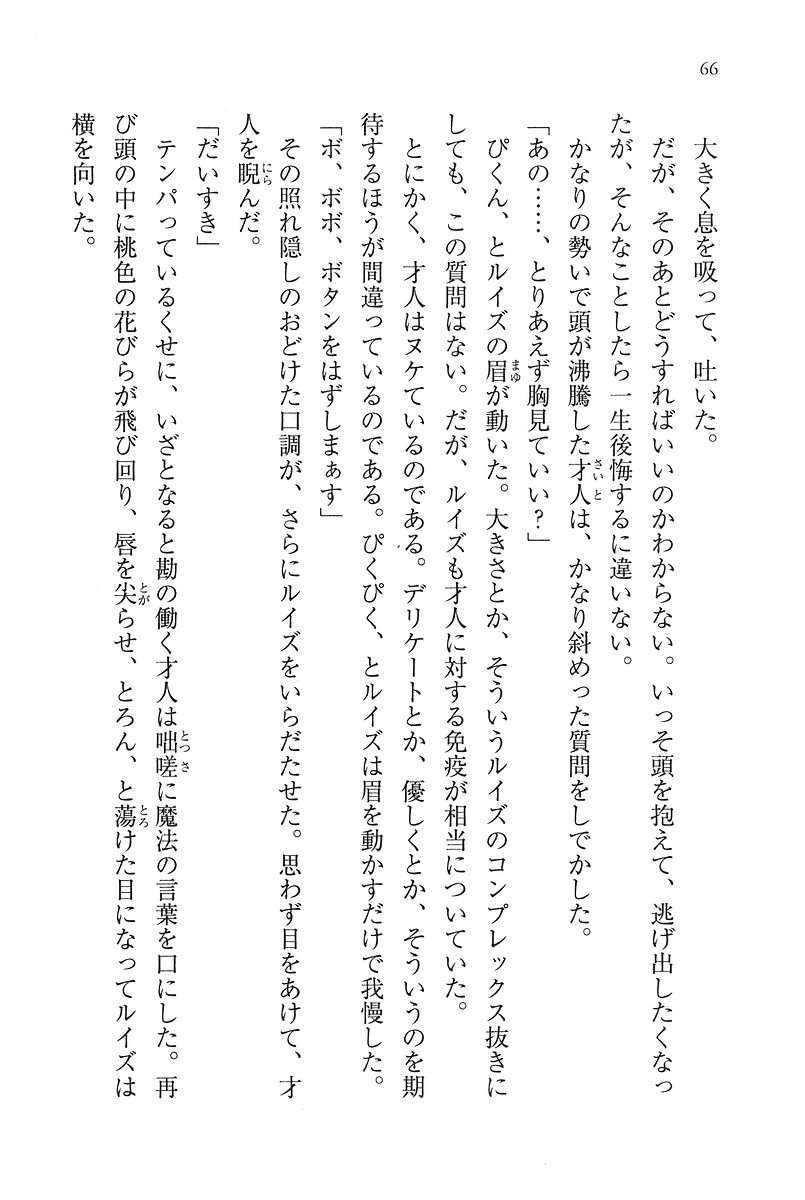 66
大きく息を吸って、吐いた。
だが、そのあとどうすればいいのかわからない。いっそ頭を抱えて、逃げ出したくなっ
たが、そんなことしたら一生後悔するに違いない。
かなりの勢いで頭が沸騰した才人は、かなり斜めった質問をしでかした。
「あの……、とりあえず胸見ていい？」
ぴくん、とルイズの眉が動いた。大きさとか、そういうルイズのコンプレックス抜きに
しても、この質問はない。だが、ルイズも才人に対する免疫が相当についていた。
とにかく、才人はヌケているのである。デリケートとか、優しくとか、そういうのを期
待するほうが間違っているのである。ぴくぴく、とルイズは眉を動かすだけで我慢した。
「ボ、ボボ、ボタンをはずしまぁす」
その照れ隠しのおどけた口調が、さらにルイズをいらだたせた。思わず目をあけて、才
人を睨んだ。
「だいすき」
テンパっているくせに、いざとなると勘の働く才人は咄嗟に魔法の言葉を口にした。再
び頭の中に桃色の花びらが飛び回り、唇を尖らせ、とろん、と蕩けた目になってルイズは
横を向いた。